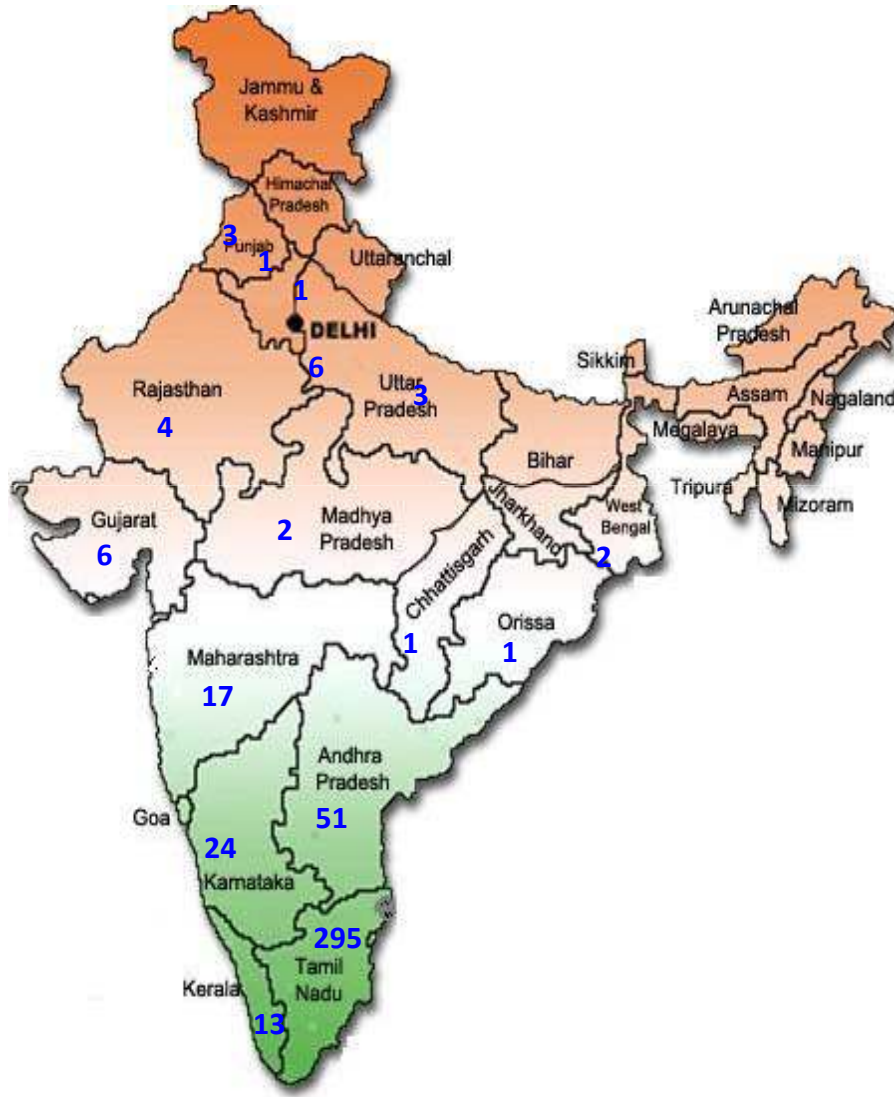 Jammu &
Kashmir
Himachal
Pradesh
3
Punjab
1
Uttaranchal
1
DELHI
Arunachal
Pradesh
Sikkim
6
Rajasthan
4
Uttar
3
Pradesh
Assam
Nagaland
Megalaya
Manipur
Bihar
Tripura
Mizoram
Gujarat
6
2
Madhya
Pradesh
Jharkhand
West
Bengal
2
Chhattisgarh
1
Orissa
1
Maharashtra
17
Andhra
Pradesh
51
Goa
24
Karnataka
295
Tamil
Nadu
Kerala
13